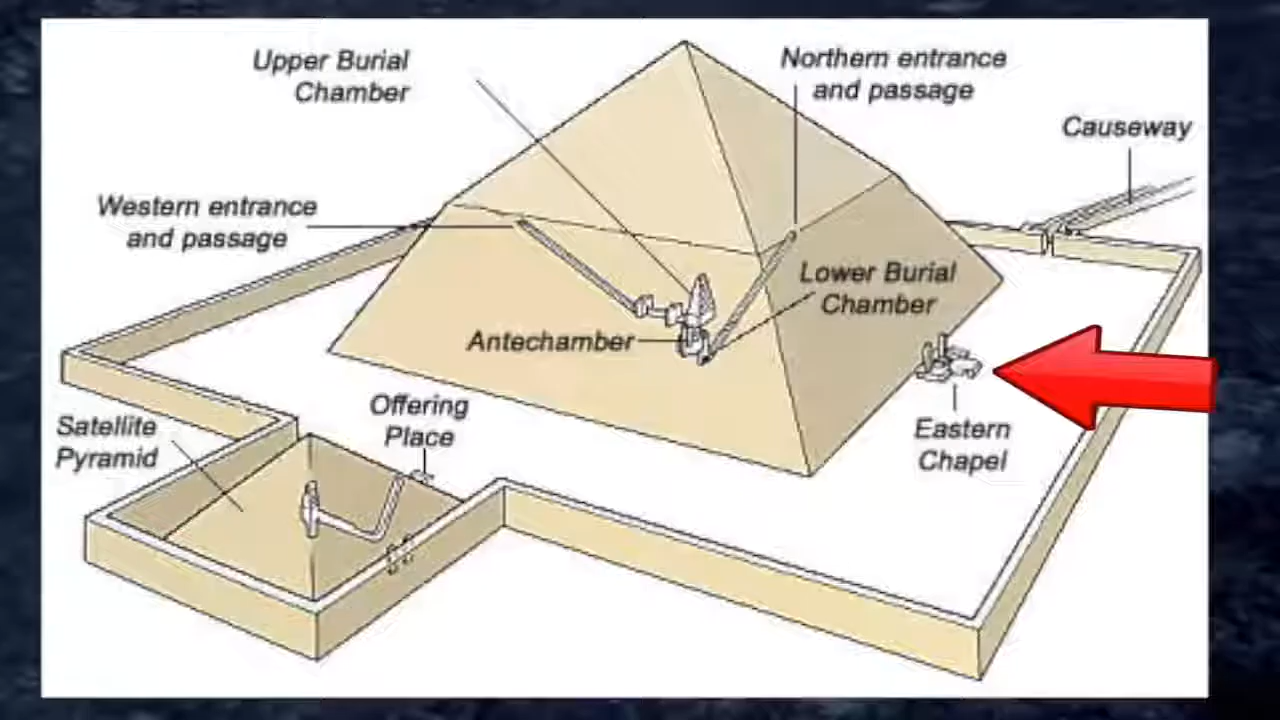 Upper Burial
Chamber
Northern entrance
and passage
Causeway
Western entrance
and passage
Lower Burial
Chamber
Antechamber
Offering
Place
Satellite
Pyramid
Eastern
Chapel